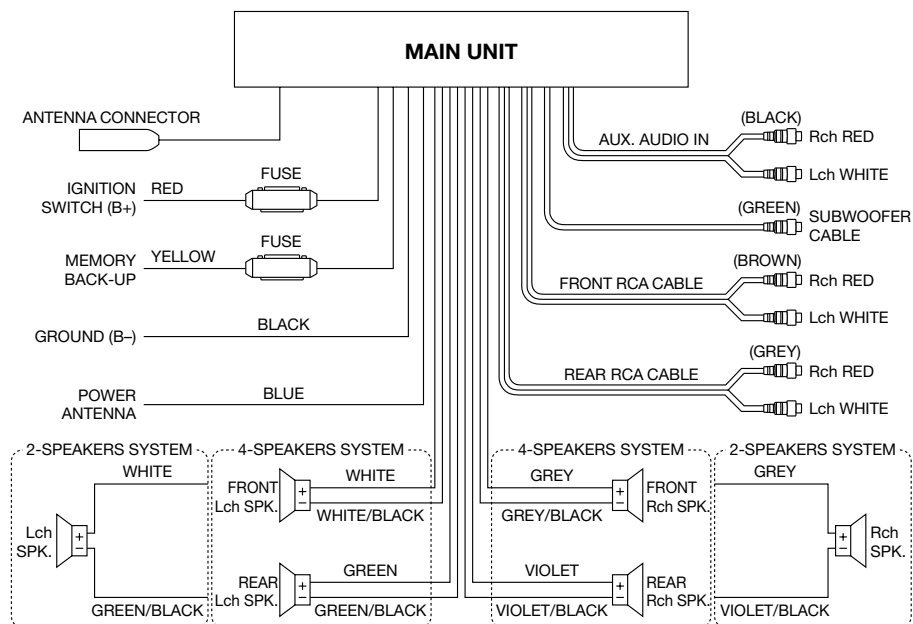 MAIN UNIT
ANTENNA CONNECTOR
IGNITION
SWITCH (B+)
RED
FUSE
MEMORY
BACK-UP
YELLOW
FUSE
GROUND (B–)
BLACK
POWER
ANTENNA
BLUE
AUX. AUDIO IN
(BLACK)
Rch RED
Lch WHITE
(GREEN)
SUBWOOFER
CABLE
FRONT RCA CABLE
(BROWN)
Rch RED
Lch WHITE
REAR RCA CABLE
(GREY)
Rch RED
Lch WHITE
2-SPEAKERS SYSTEM
WHITE
Lch
SPK.
+
–
GREEN/BLACK
4-SPEAKERS SYSTEM
FRONT
Lch SPK.
+
–
WHITE
WHITE/BLACK
REAR
Lch SPK.
+
–
GREEN
GREEN/BLACK
4-SPEAKERS SYSTEM
GREY
GREY/BLACK
+
–
FRONT
Rch SPK.
VIOLET
VIOLET/BLACK
+
–
REAR
Rch SPK.
2-SPEAKERS SYSTEM
GREY
+
–
Rch
SPK.
VIOLET/BLACK